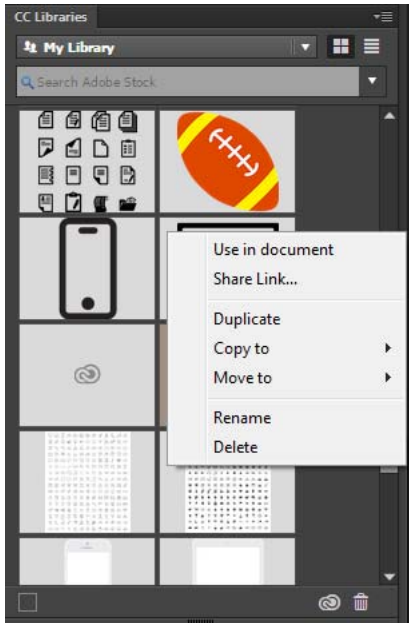 CC Libraries
My Library
Search Adobe Stock
Use in document
Share Link...
Duplicate
Copy to
Move to
Rename
Delete